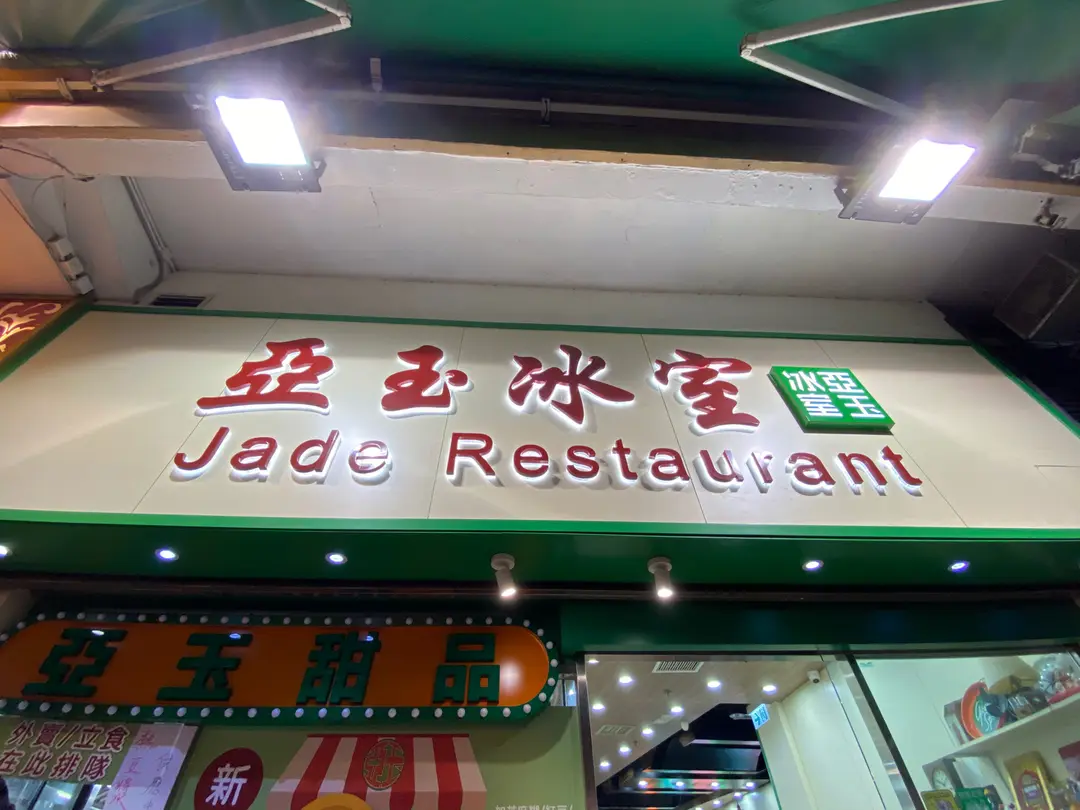 亞玉冰室
亞玉
冰室
Jade Restaurant
亞玉甜品
外賣/立食
在此排隊
新